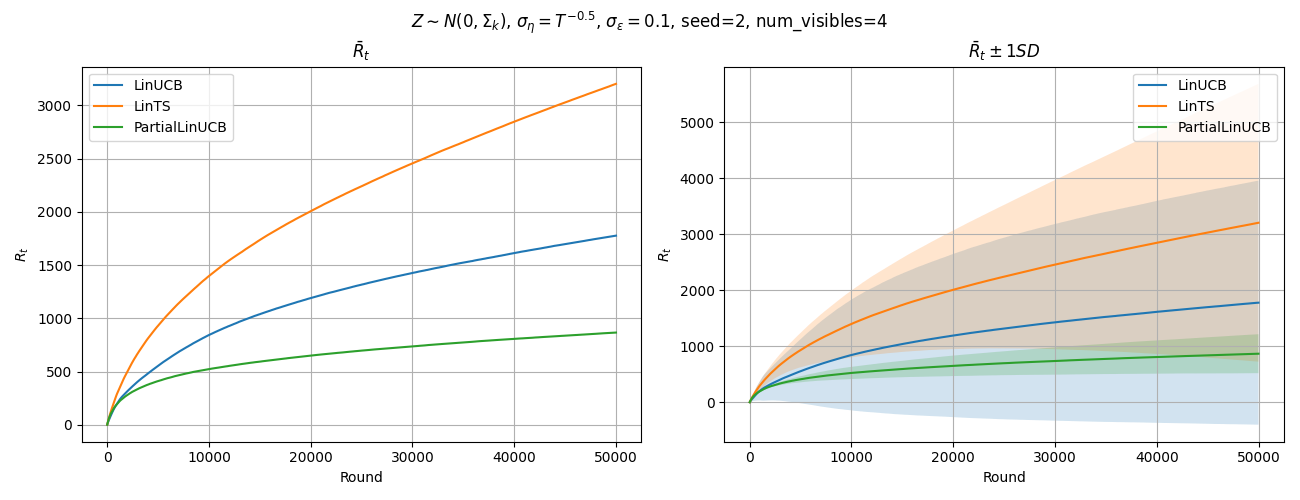 Z ∼ N(0, Σ_k), σ_η = T^{−0.5}, σ_ε = 0.1, seed=2, num_visibles=4
R̄_t
3000
2500
2000
1500
1000
500
0
R_t
LinUCB
LinTS
PartialLinUCB
0 10000 20000 30000 40000 50000
Round
R̄_t ± 1SD
5000
4000
3000
2000
1000
0
R_t
LinUCB
LinTS
PartialLinUCB
0 10000 20000 30000 40000 50000
Round